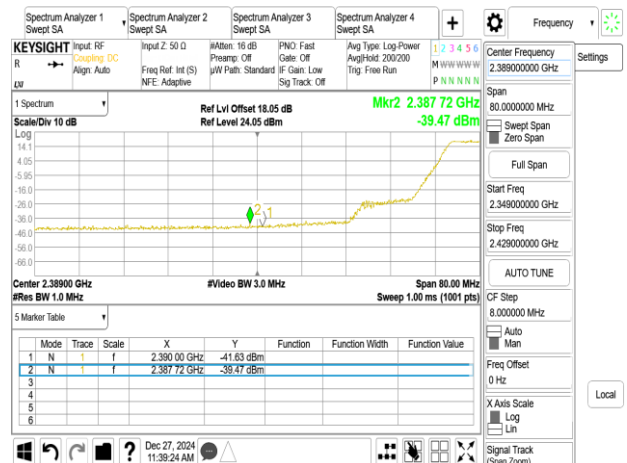 Spectrum Analyzer 1
Swept SA
Spectrum Analyzer 2
Swept SA
Spectrum Analyzer 3
Swept SA
Spectrum Analyzer 4
Swept SA
+
Frequency
Settings
KEYSIGHT
R
Input: RF
Coupling: DC
Align: Auto
Input Z: 50 Ω
Freq Ref: Int (S)
NFE: Adaptive
#Atten: 16 dB
Preamp: Off
µW Path: Standard
PNO: Fast
Gate: Off
IF Gain: Low
Sig Track: Off
Avg Type: Log-Power
Avg|Hold: 200/200
Trig: Free Run
1 2 3 4 5 6
M W W W W W
P N N N N N
1 Spectrum
Scale/Div 10 dB
Ref Lvl Offset 18.05 dB
Ref Level 24.05 dBm
Mkr2 2.387 72 GHz
-39.47 dBm
Log
14.1
4.05
-5.95
-16.0
-26.0
-36.0
-46.0
-56.0
-66.0
2
1
Center 2.38900 GHz
#Res BW 1.0 MHz
#Video BW 3.0 MHz
Span 80.00 MHz
Sweep 1.00 ms (1001 pts)
5 Marker Table
Mode Trace Scale X Y Function Function Width Function Value
1 N 1 f 2.390 00 GHz -41.63 dBm
2 N 1 f 2.387 72 GHz -39.47 dBm
3
4
5
6
Center Frequency
2.389000000 GHz
Span
80.0000000 MHz
Swept Span
Zero Span
Full Span
Start Freq
2.349000000 GHz
Stop Freq
2.429000000 GHz
AUTO TUNE
CF Step
8.000000 MHz
Auto
Man
Freq Offset
0 Hz
X Axis Scale
Log
Lin
Signal Track
(Span Zoom)
Local
?
Dec 27, 2024
11:39:24 AM